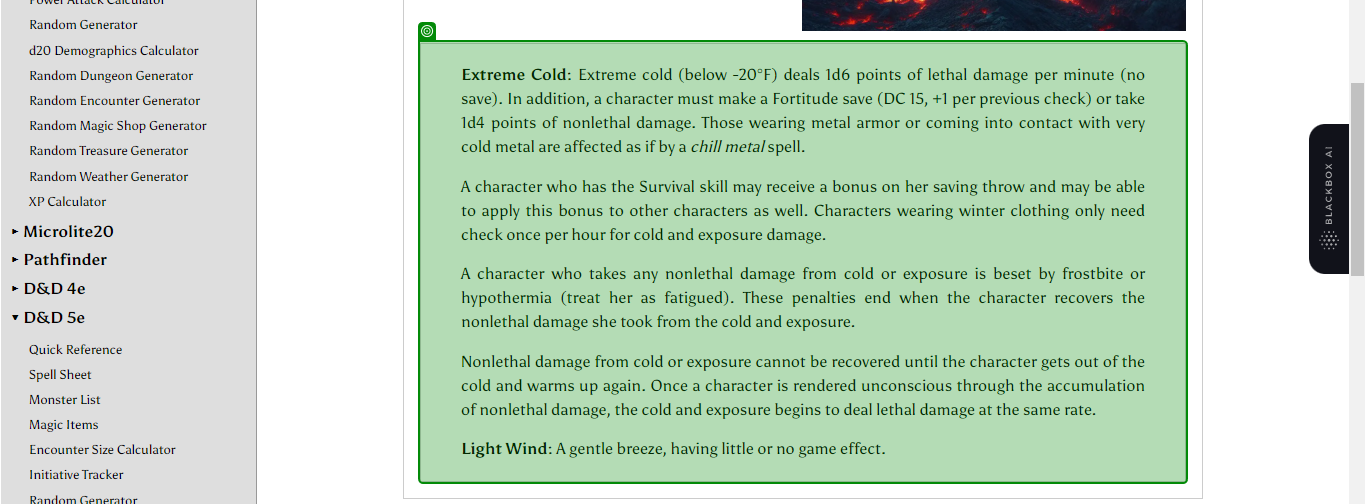 Power Attack Calculator
Random Generator
d20 Demographics Calculator
Random Dungeon Generator
Random Encounter Generator
Random Magic Shop Generator
Random Treasure Generator
Random Weather Generator
XP Calculator
Microlite20
Pathfinder
D&D 4e
D&D 5e
Quick Reference
Spell Sheet
Monster List
Magic Items
Encounter Size Calculator
Initiative Tracker
Random Generator
Extreme Cold: Extreme cold (below -20°F) deals 1d6 points of lethal damage per minute (no
save). In addition, a character must make a Fortitude save (DC 15, +1 per previous check) or take
1d4 points of nonlethal damage. Those wearing metal armor or coming into contact with very
cold metal are affected as if by a chill metal spell.
A character who has the Survival skill may receive a bonus on her saving throw and may be able
to apply this bonus to other characters as well. Characters wearing winter clothing only need
check once per hour for cold and exposure damage.
A character who takes any nonlethal damage from cold or exposure is beset by frostbite or
hypothermia (treat her as fatigued). These penalties end when the character recovers the
nonlethal damage she took from the cold and exposure.
Nonlethal damage from cold or exposure cannot be recovered until the character gets out of the
cold and warms up again. Once a character is rendered unconscious through the accumulation
of nonlethal damage, the cold and exposure begins to deal lethal damage at the same rate.
Light Wind: A gentle breeze, having little or no game effect.
BLACKBOX AI